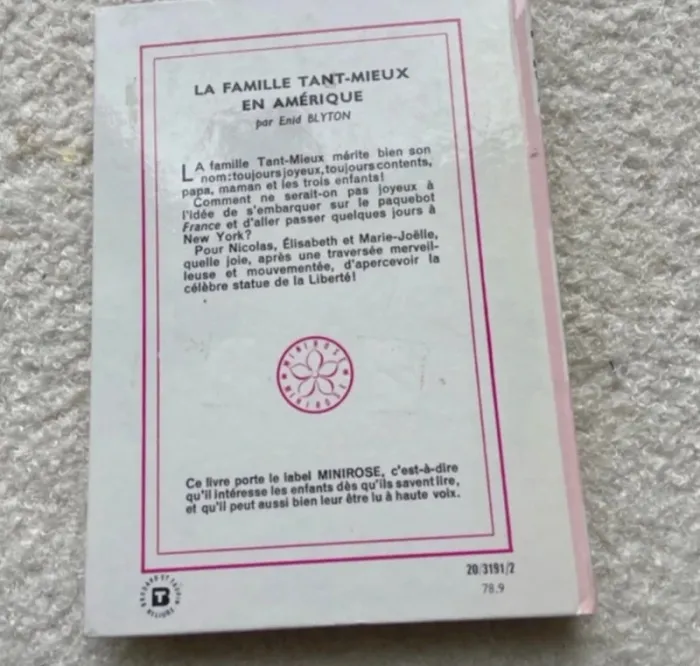 LA FAMILLE TANT-MIEUX
EN AMÉRIQUE
par Enid BLYTON
LA famille Tant-Mieux mérite bien son
nom: toujours joyeux, toujours contents,
papa, maman et les trois enfants!
Comment ne serait-on pas joyeux à
l'idée de s'embarquer sur le paquebot
France et d'aller passer quelques jours à
New York?
Pour Nicolas, Élisabeth et Marie-Joëlle,
quelle joie, après une traversée merveil-
leuse et mouvementée, d'apercevoir la
célèbre statue de la Liberté!
MINIROSE
MINIROSE
Ce livre porte le label MINIROSE, c'est-à-dire
qu'il intéresse les enfants dès qu'ils savent lire,
et qu'il peut aussi bien leur être lu à haute voix.
20/3191/2
78.9
BRODARD ET TAUPIN
RELIURE